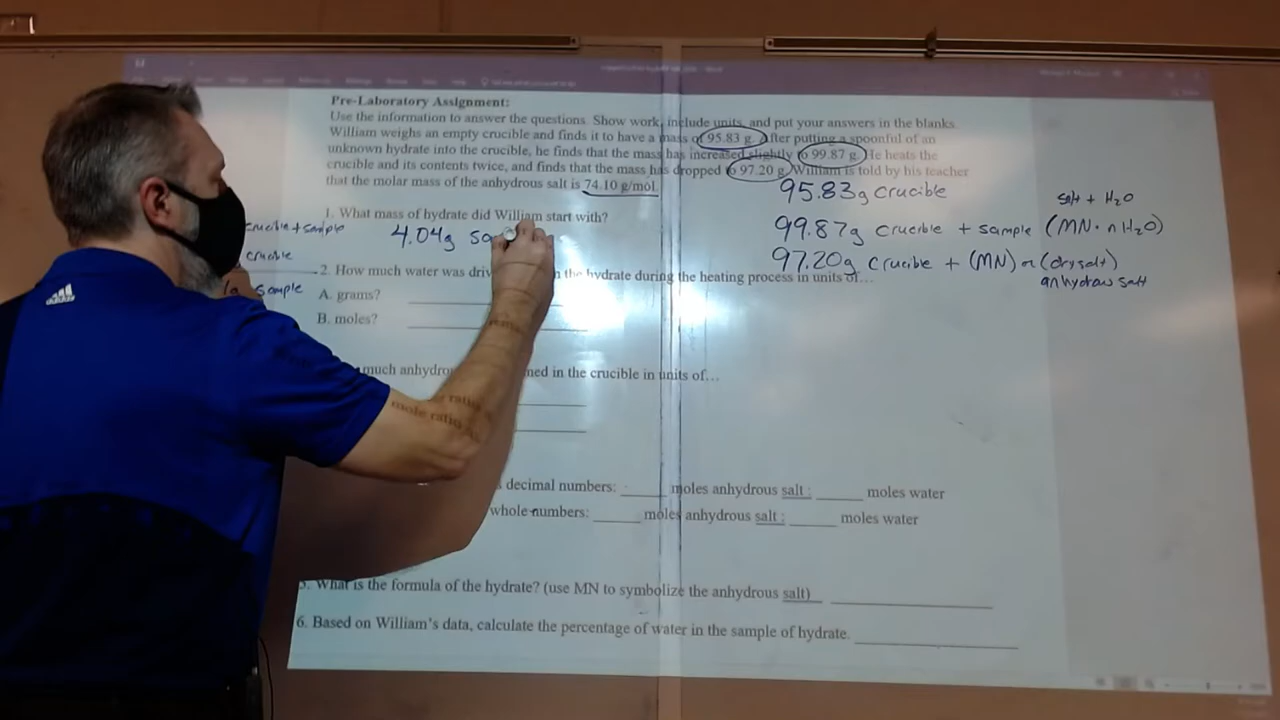 Pre-Laboratory Assignment:
Use the information to answer the questions. Show work, include units, and put your answers in the blanks.
William weighs an empty crucible and finds it to have a mass of 95.83 g. After putting a spoonful of an
unknown hydrate into the crucible, he finds that the mass has increased slightly to 99.87 g. He heats the
crucible and its contents twice, and finds that the mass has dropped to 97.20 g. William is told by his teacher
that the molar mass of the anhydrous salt is 74.10 g/mol.
95.83g crucible
salt + H2O
1. What mass of hydrate did William start with?
crucible + sample
4.04g sa
99.87g crucible + sample (MN · n H2O)
crucible
97.20g crucible + (MN) or (dry salt)
2. How much water was driv the hydrate during the heating process in units of…
anhydrow salt
sample
A. grams?
B. moles?
much anhydro med in the crucible in units of…
mole ratio
decimal numbers: ____ moles anhydrous salt : ____ moles water
whole numbers: ____ moles anhydrous salt : ____ moles water
5. What is the formula of the hydrate? (use MN to symbolize the anhydrous salt)
6. Based on William's data, calculate the percentage of water in the sample of hydrate.